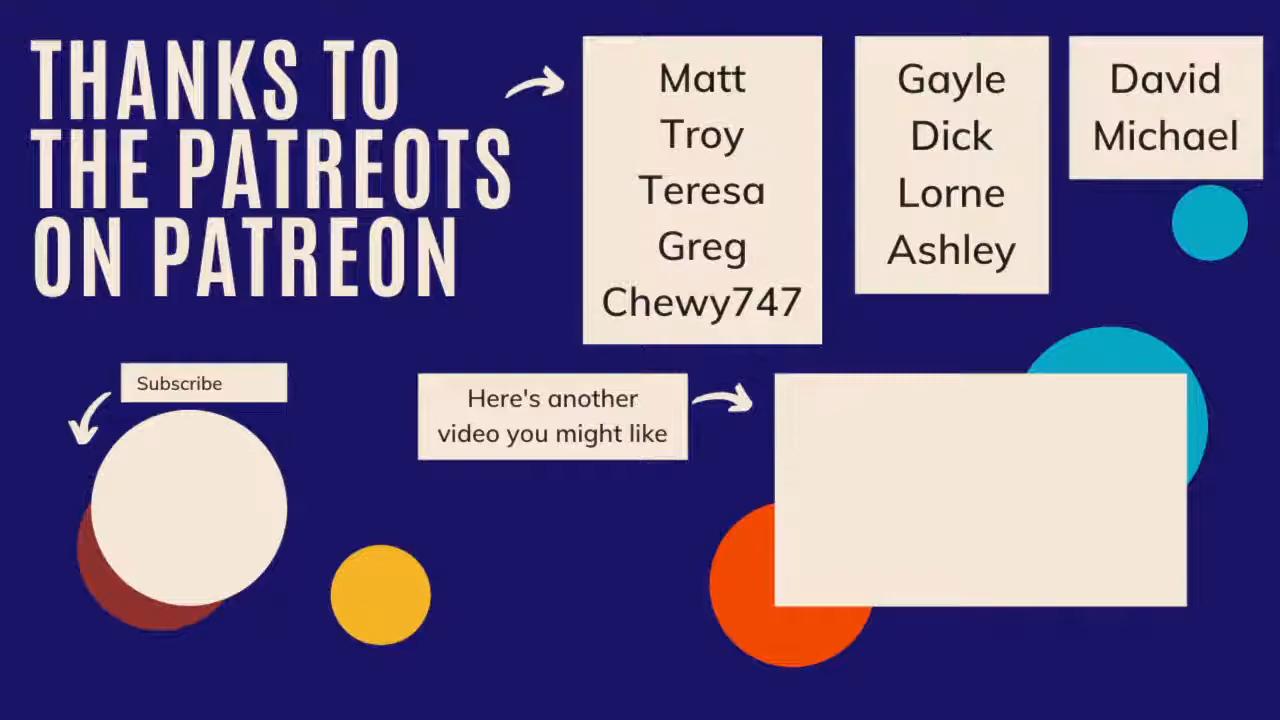 THANKS TO
THE PATREOTS
ON PATREON
Matt
Troy
Teresa
Greg
Chewy747
Gayle
Dick
Lorne
Ashley
David
Michael
Subscribe
Here's another
video you might like